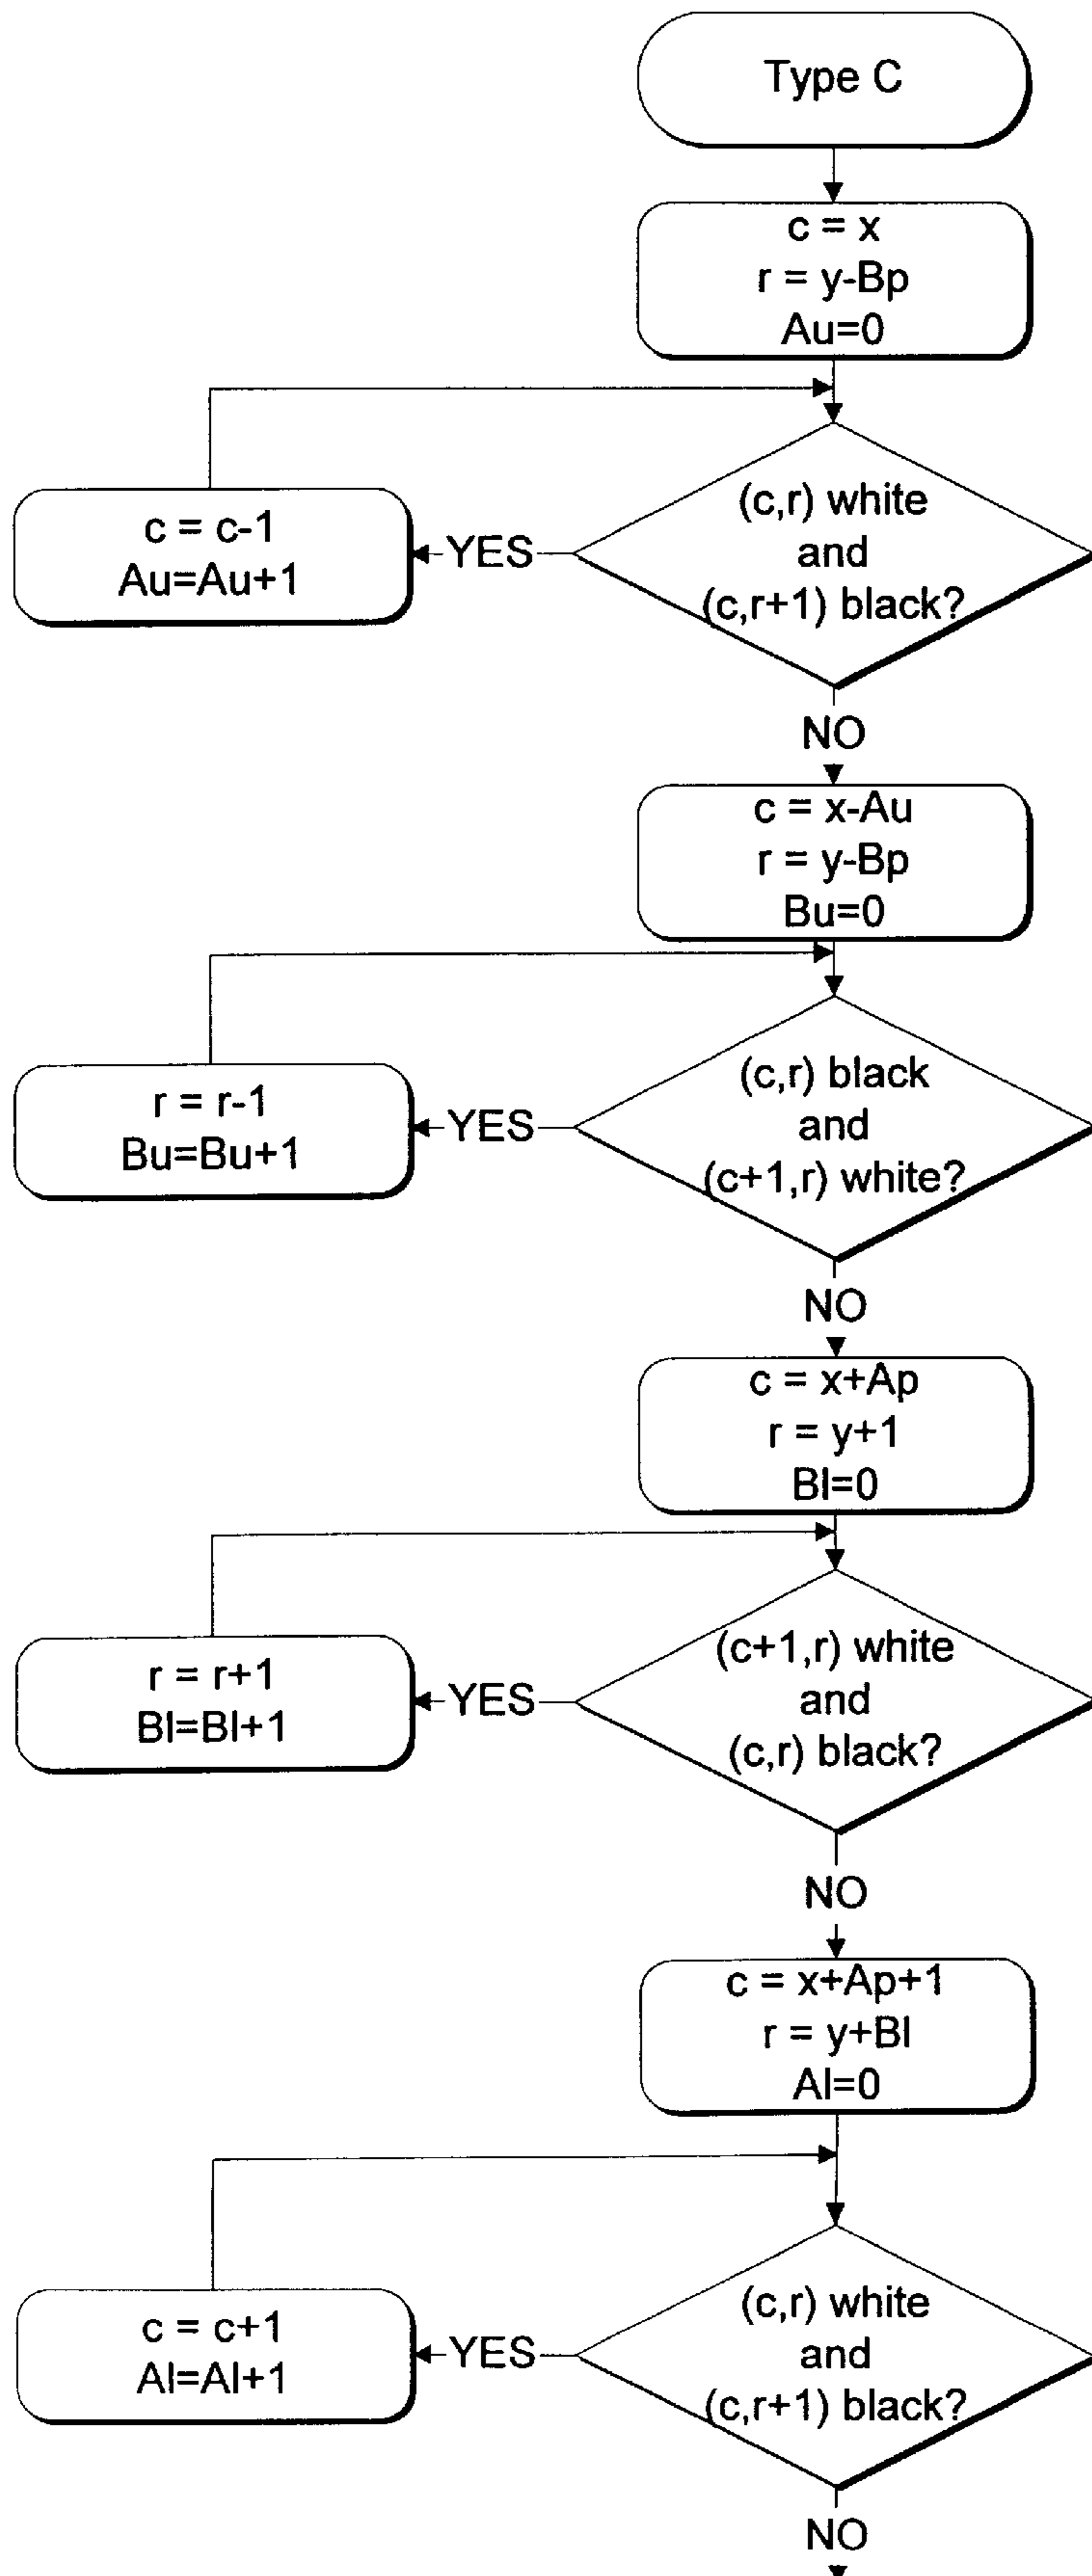 Type C
c = x
r = y-Bp
Au=0
(c,r) white
and
(c,r+1) black?
YES
c = c-1
Au=Au+1
NO
c = x-Au
r = y-Bp
Bu=0
(c,r) black
and
(c+1,r) white?
YES
r = r-1
Bu=Bu+1
NO
c = x+Ap
r = y+1
Bl=0
(c+1,r) white
and
(c,r) black?
YES
r = r+1
Bl=Bl+1
NO
c = x+Ap+1
r = y+Bl
Al=0
(c,r) white
and
(c,r+1) black?
YES
c = c+1
Al=Al+1
NO